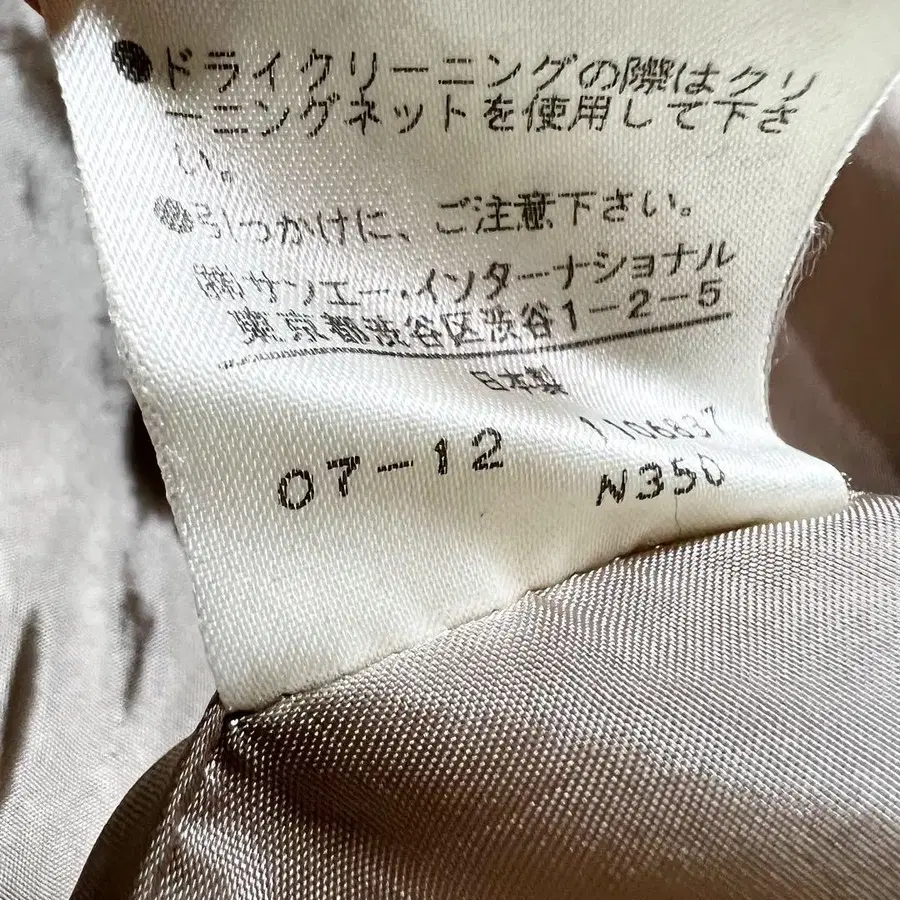 ●ドライクリーニングの際はクリ
ーニングネットを使用して下さ
い。
●引つかけに、ご注意下さい。
㈱サンエー・インターナショナル
東京都渋谷区渋谷1-2-5
日本製
1106837
07-12
N350